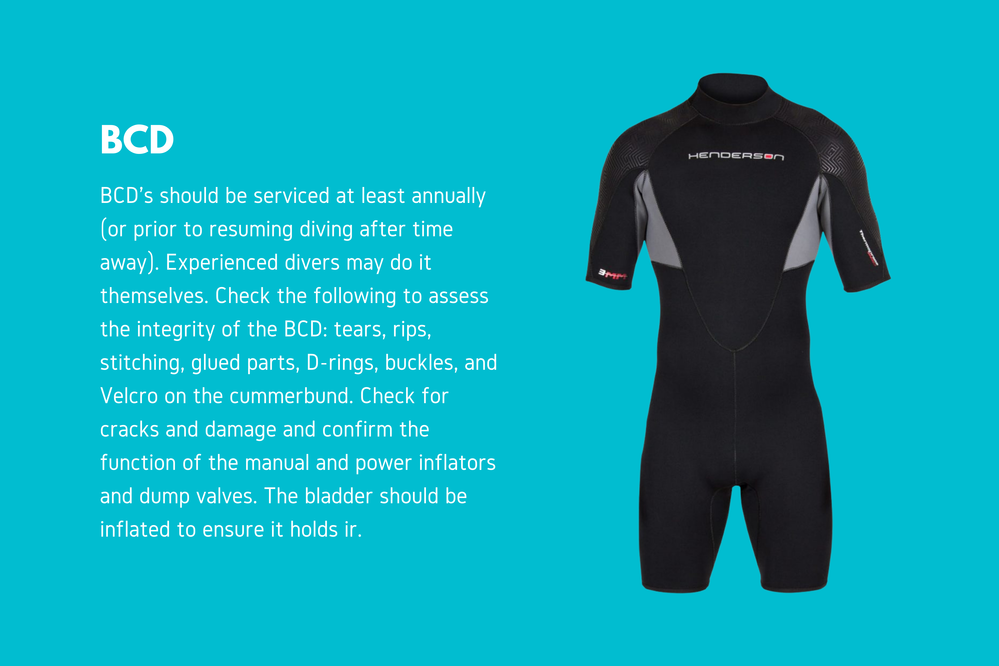 BCD
BCD's should be serviced at least annually
(or prior to resuming diving after time
away). Experienced divers may do it
themselves. Check the following to assess
the integrity of the BCD: tears, rips,
stitching, glued parts, D-rings, buckles, and
Velcro on the cummerbund. Check for
cracks and damage and confirm the
function of the manual and power inflators
and dump valves. The bladder should be
inflated to ensure it holds ir.
HENDERSON
3MM